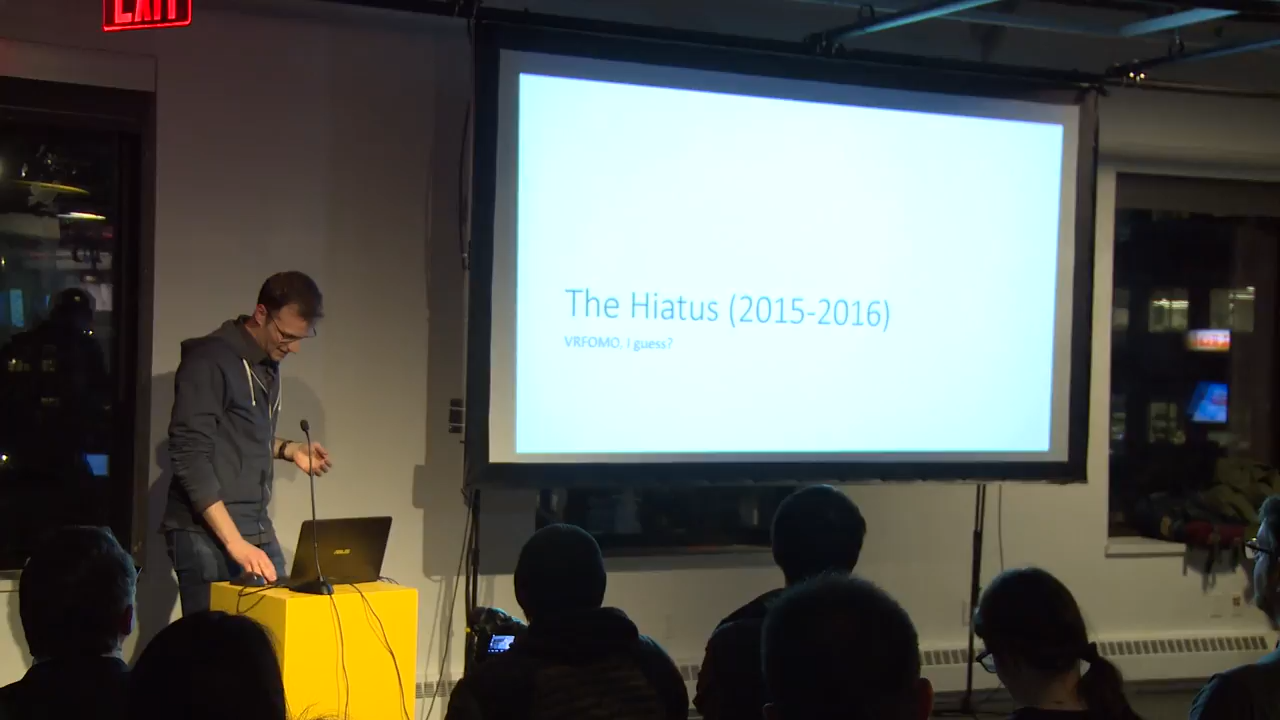 EXIT
The Hiatus (2015-2016)
VRFOMO, I guess?
ASUS